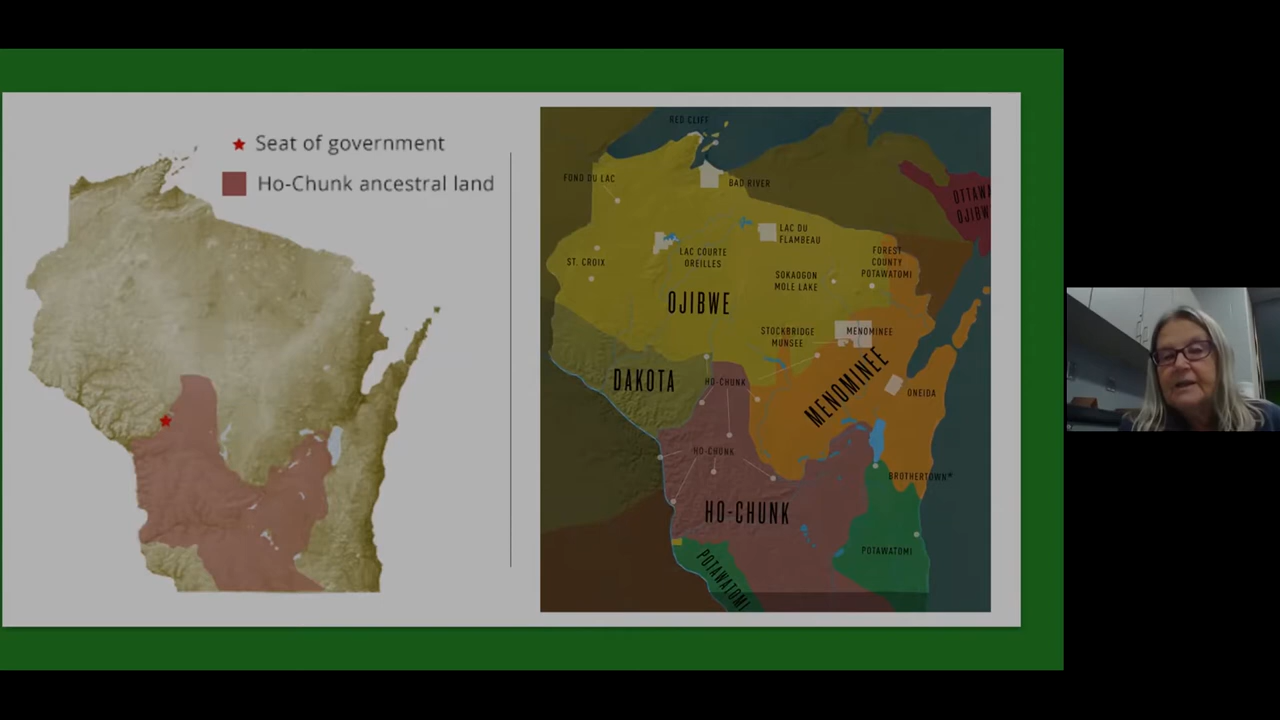 Seat of government
Ho-Chunk ancestral land
RED CLIFF
FOND DU LAC
BAD RIVER
OTTAWA
OJIBW
LAC DU
FLAMBEAU
LAC COURTE
OREILLES
ST. CROIX
FOREST
COUNTY
POTAWATOMI
SOKAOGON
MOLE LAKE
OJIBWE
STOCKBRIDGE
MUNSEE
MENOMINEE
DAKOTA
HO-CHUNK
MENOMINEE
ONEIDA
HO-CHUNK
BROTHERTOWN*
HO-CHUNK
POTAWATOMI
POTAWATOMI